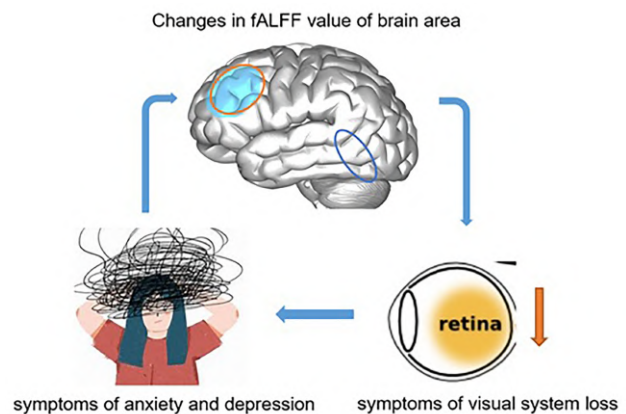 Changes in fALFF value of brain area
retina
symptoms of anxiety and depression
symptoms of visual system loss